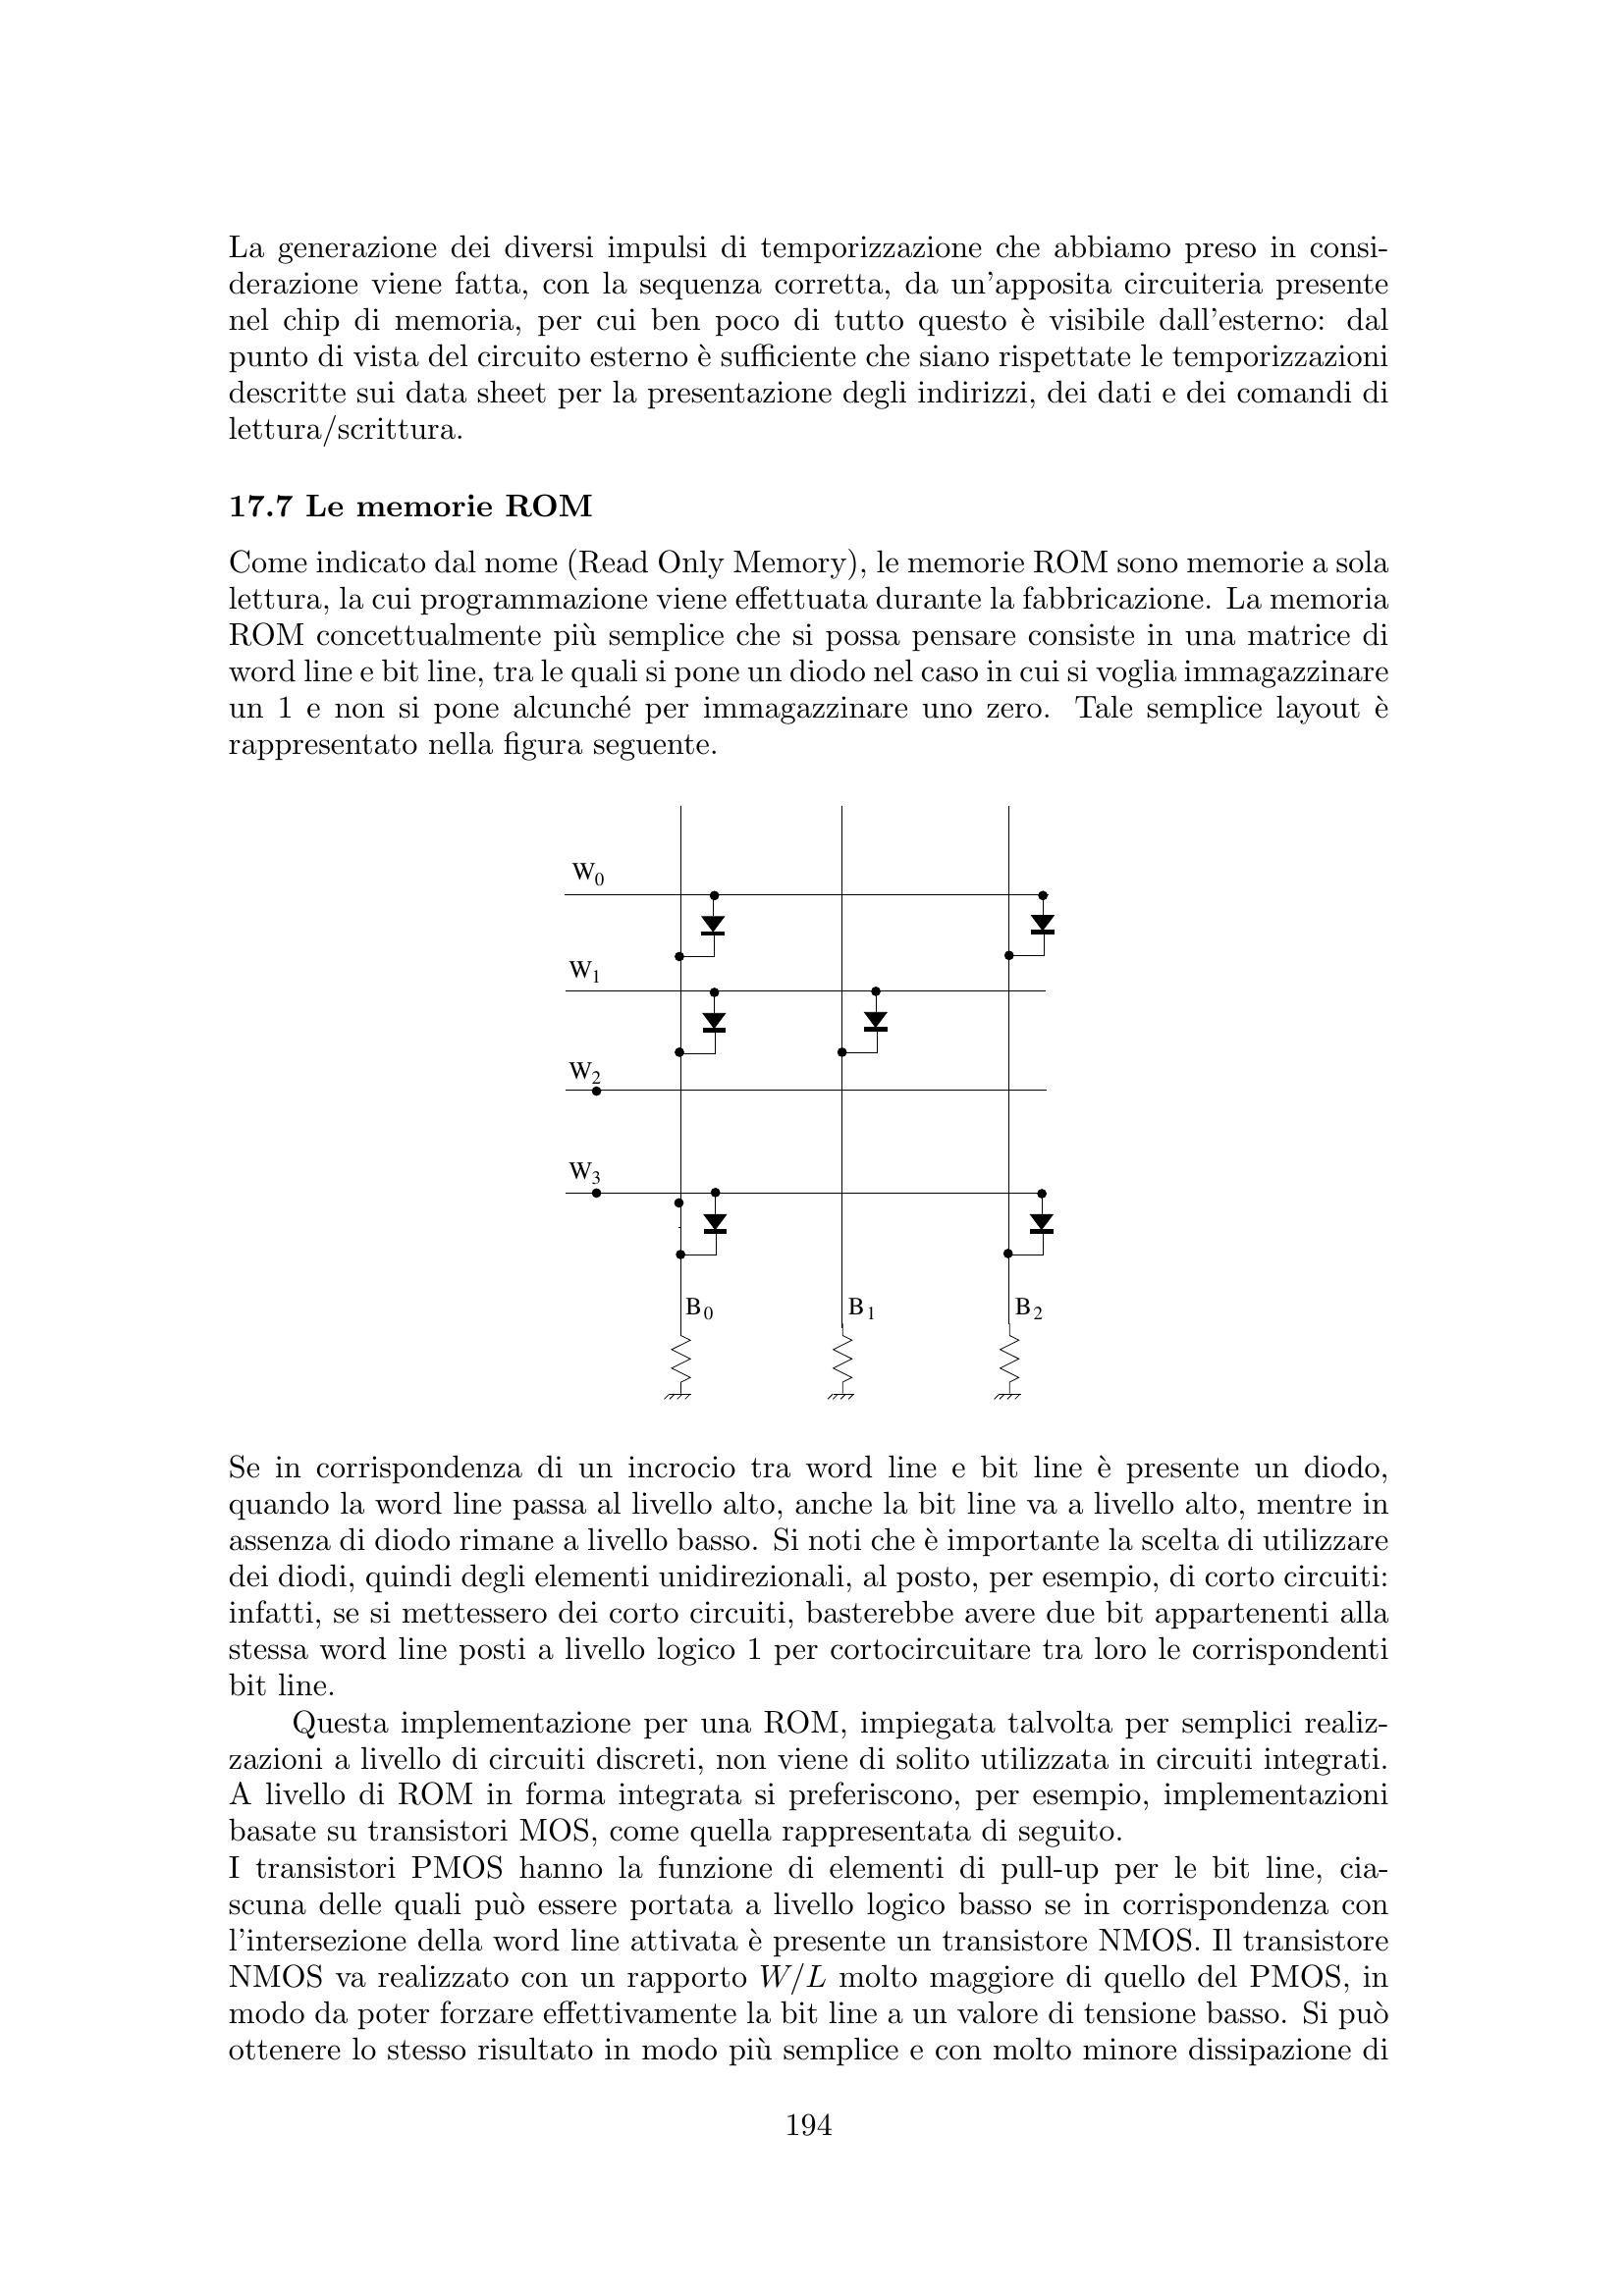 La generazione dei diversi impulsi di temporizzazione che abbiamo preso in consi-
derazione viene fatta, con la sequenza corretta, da un'apposita circuiteria presente
nel chip di memoria, per cui ben poco di tutto questo è visibile dall'esterno: dal
punto di vista del circuito esterno è sufficiente che siano rispettate le temporizzazioni
descritte sui data sheet per la presentazione degli indirizzi, dei dati e dei comandi di
lettura/scrittura.
17.7 Le memorie ROM
Come indicato dal nome (Read Only Memory), le memorie ROM sono memorie a sola
lettura, la cui programmazione viene effettuata durante la fabbricazione. La memoria
ROM concettualmente più semplice che si possa pensare consiste in una matrice di
word line e bit line, tra le quali si pone un diodo nel caso in cui si voglia immagazzinare
un 1 e non si pone alcunché per immagazzinare uno zero. Tale semplice layout è
rappresentato nella figura seguente.
W0
W1
W2
W3
B0 B1 B2
Se in corrispondenza di un incrocio tra word line e bit line è presente un diodo,
quando la word line passa al livello alto, anche la bit line va a livello alto, mentre in
assenza di diodo rimane a livello basso. Si noti che è importante la scelta di utilizzare
dei diodi, quindi degli elementi unidirezionali, al posto, per esempio, di corto circuiti:
infatti, se si mettessero dei corto circuiti, basterebbe avere due bit appartenenti alla
stessa word line posti a livello logico 1 per cortocircuitare tra loro le corrispondenti
bit line.
Questa implementazione per una ROM, impiegata talvolta per semplici realiz-
zazioni a livello di circuiti discreti, non viene di solito utilizzata in circuiti integrati.
A livello di ROM in forma integrata si preferiscono, per esempio, implementazioni
basate su transistori MOS, come quella rappresentata di seguito.
I transistori PMOS hanno la funzione di elementi di pull-up per le bit line, cia-
scuna delle quali può essere portata a livello logico basso se in corrispondenza con
l'intersezione della word line attivata è presente un transistore NMOS. Il transistore
NMOS va realizzato con un rapporto W/L molto maggiore di quello del PMOS, in
modo da poter forzare effettivamente la bit line a un valore di tensione basso. Si può
ottenere lo stesso risultato in modo più semplice e con molto minore dissipazione di
194